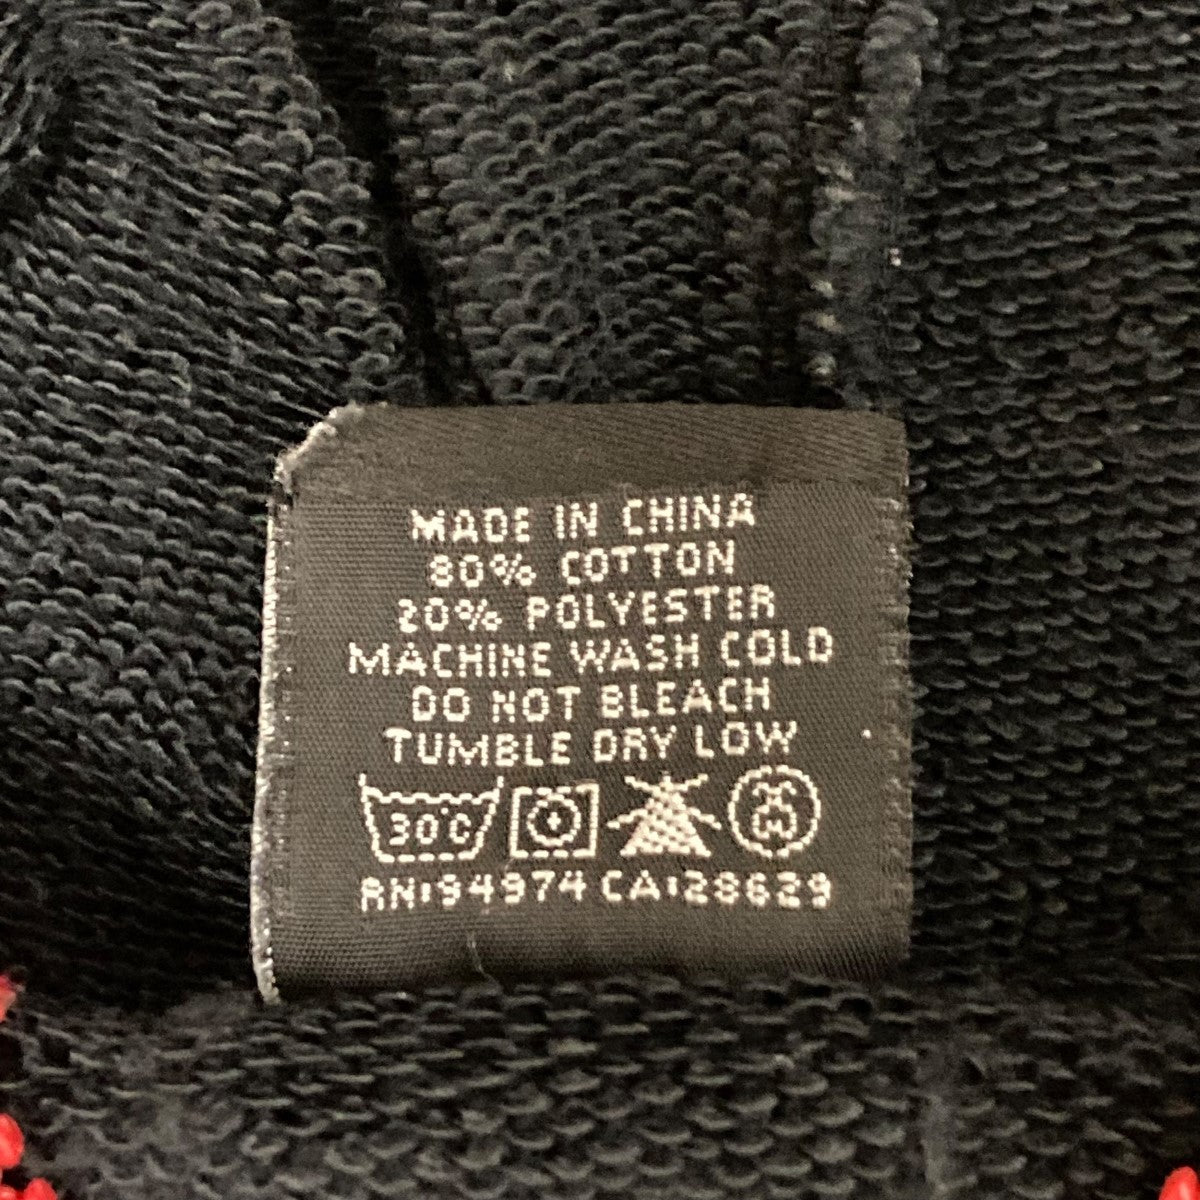 MADE IN CHINA
80% COTTON
20% POLYESTER
MACHINE WASH COLD
DO NOT BLEACH
TUMBLE DRY LOW
30°C
RN:94974 CA:28629